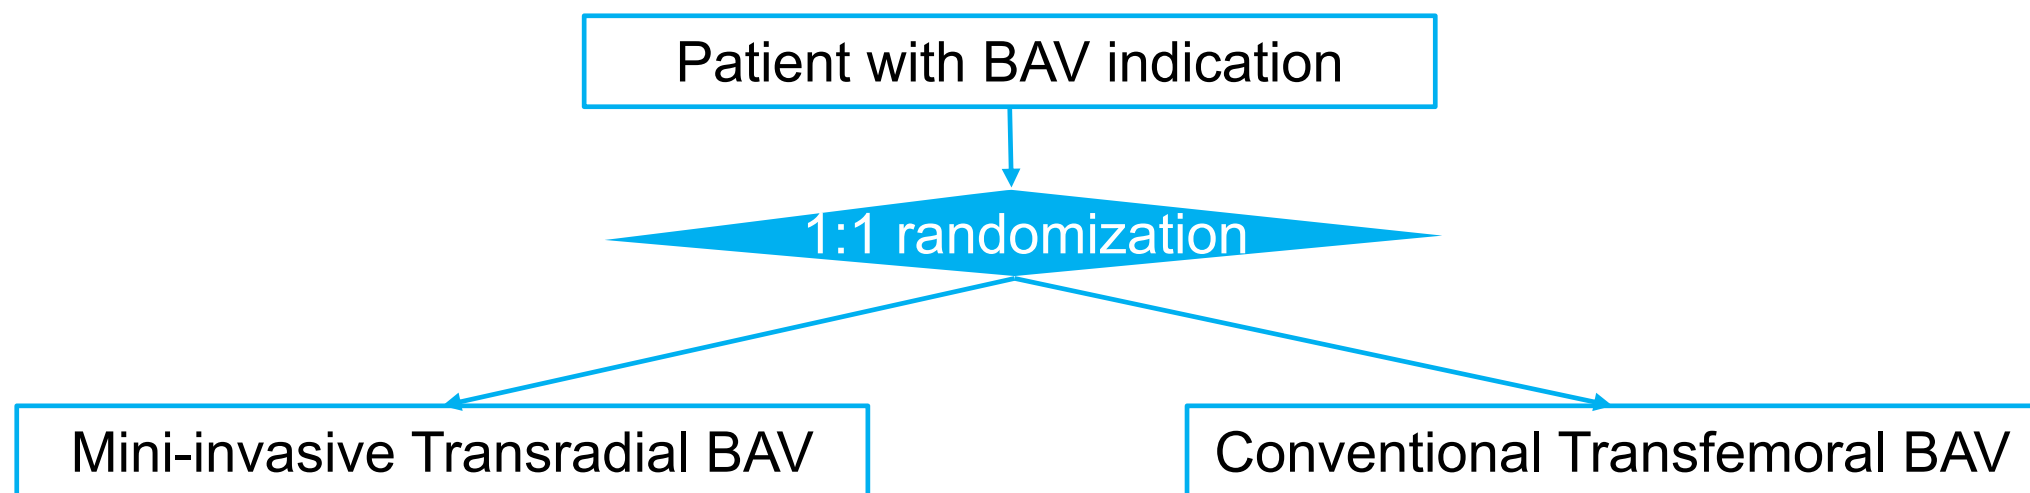 Patient with BAV indication
1:1 randomization
Mini-invasive Transradial BAV
Conventional Transfemoral BAV